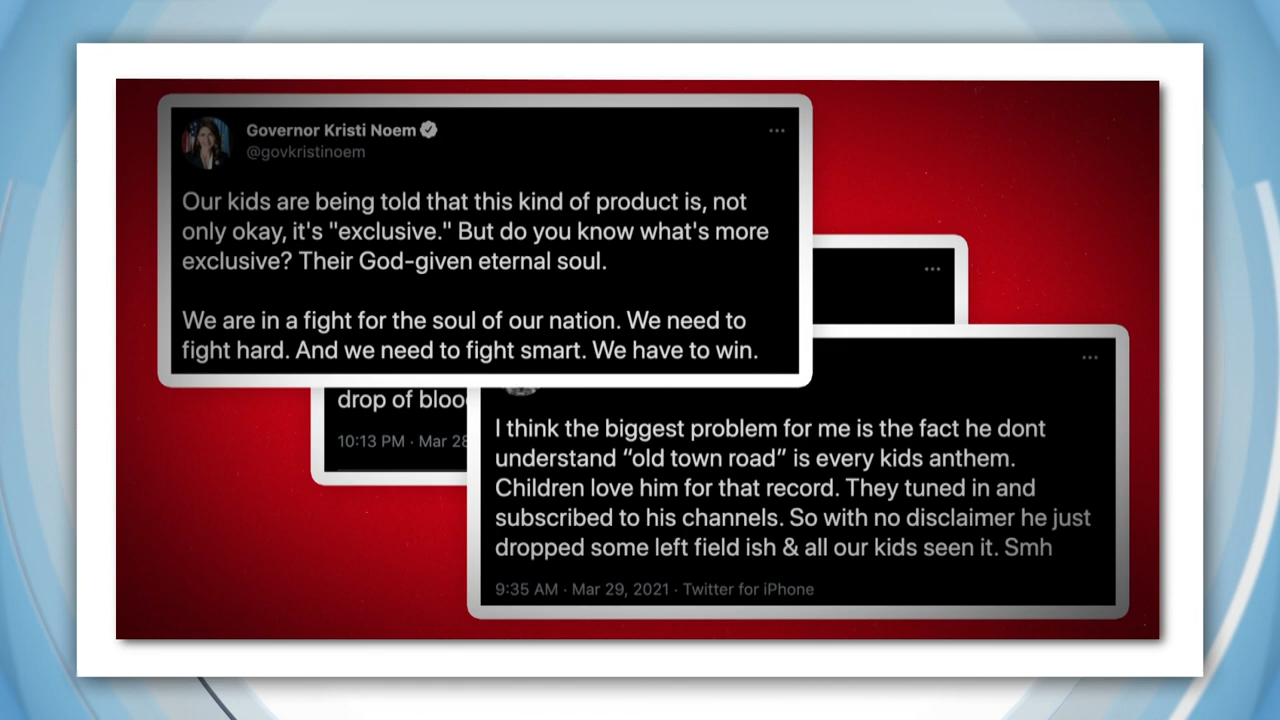 Governor Kristi Noem
@govkristinoem
Our kids are being told that this kind of product is, not
only okay, it's "exclusive." But do you know what's more
exclusive? Their God-given eternal soul.
We are in a fight for the soul of our nation. We need to
fight hard. And we need to fight smart. We have to win.
drop of
10:13 PM · Mar 28
I think the biggest problem for me is the fact he dont
understand “old town road” is every kids anthem.
Children love him for that record. They tuned in and
subscribed to his channels. So with no disclaimer he just
dropped some left field ish & all our kids seen it. Smh
9:35 AM · Mar 29, 2021 · Twitter for iPhone